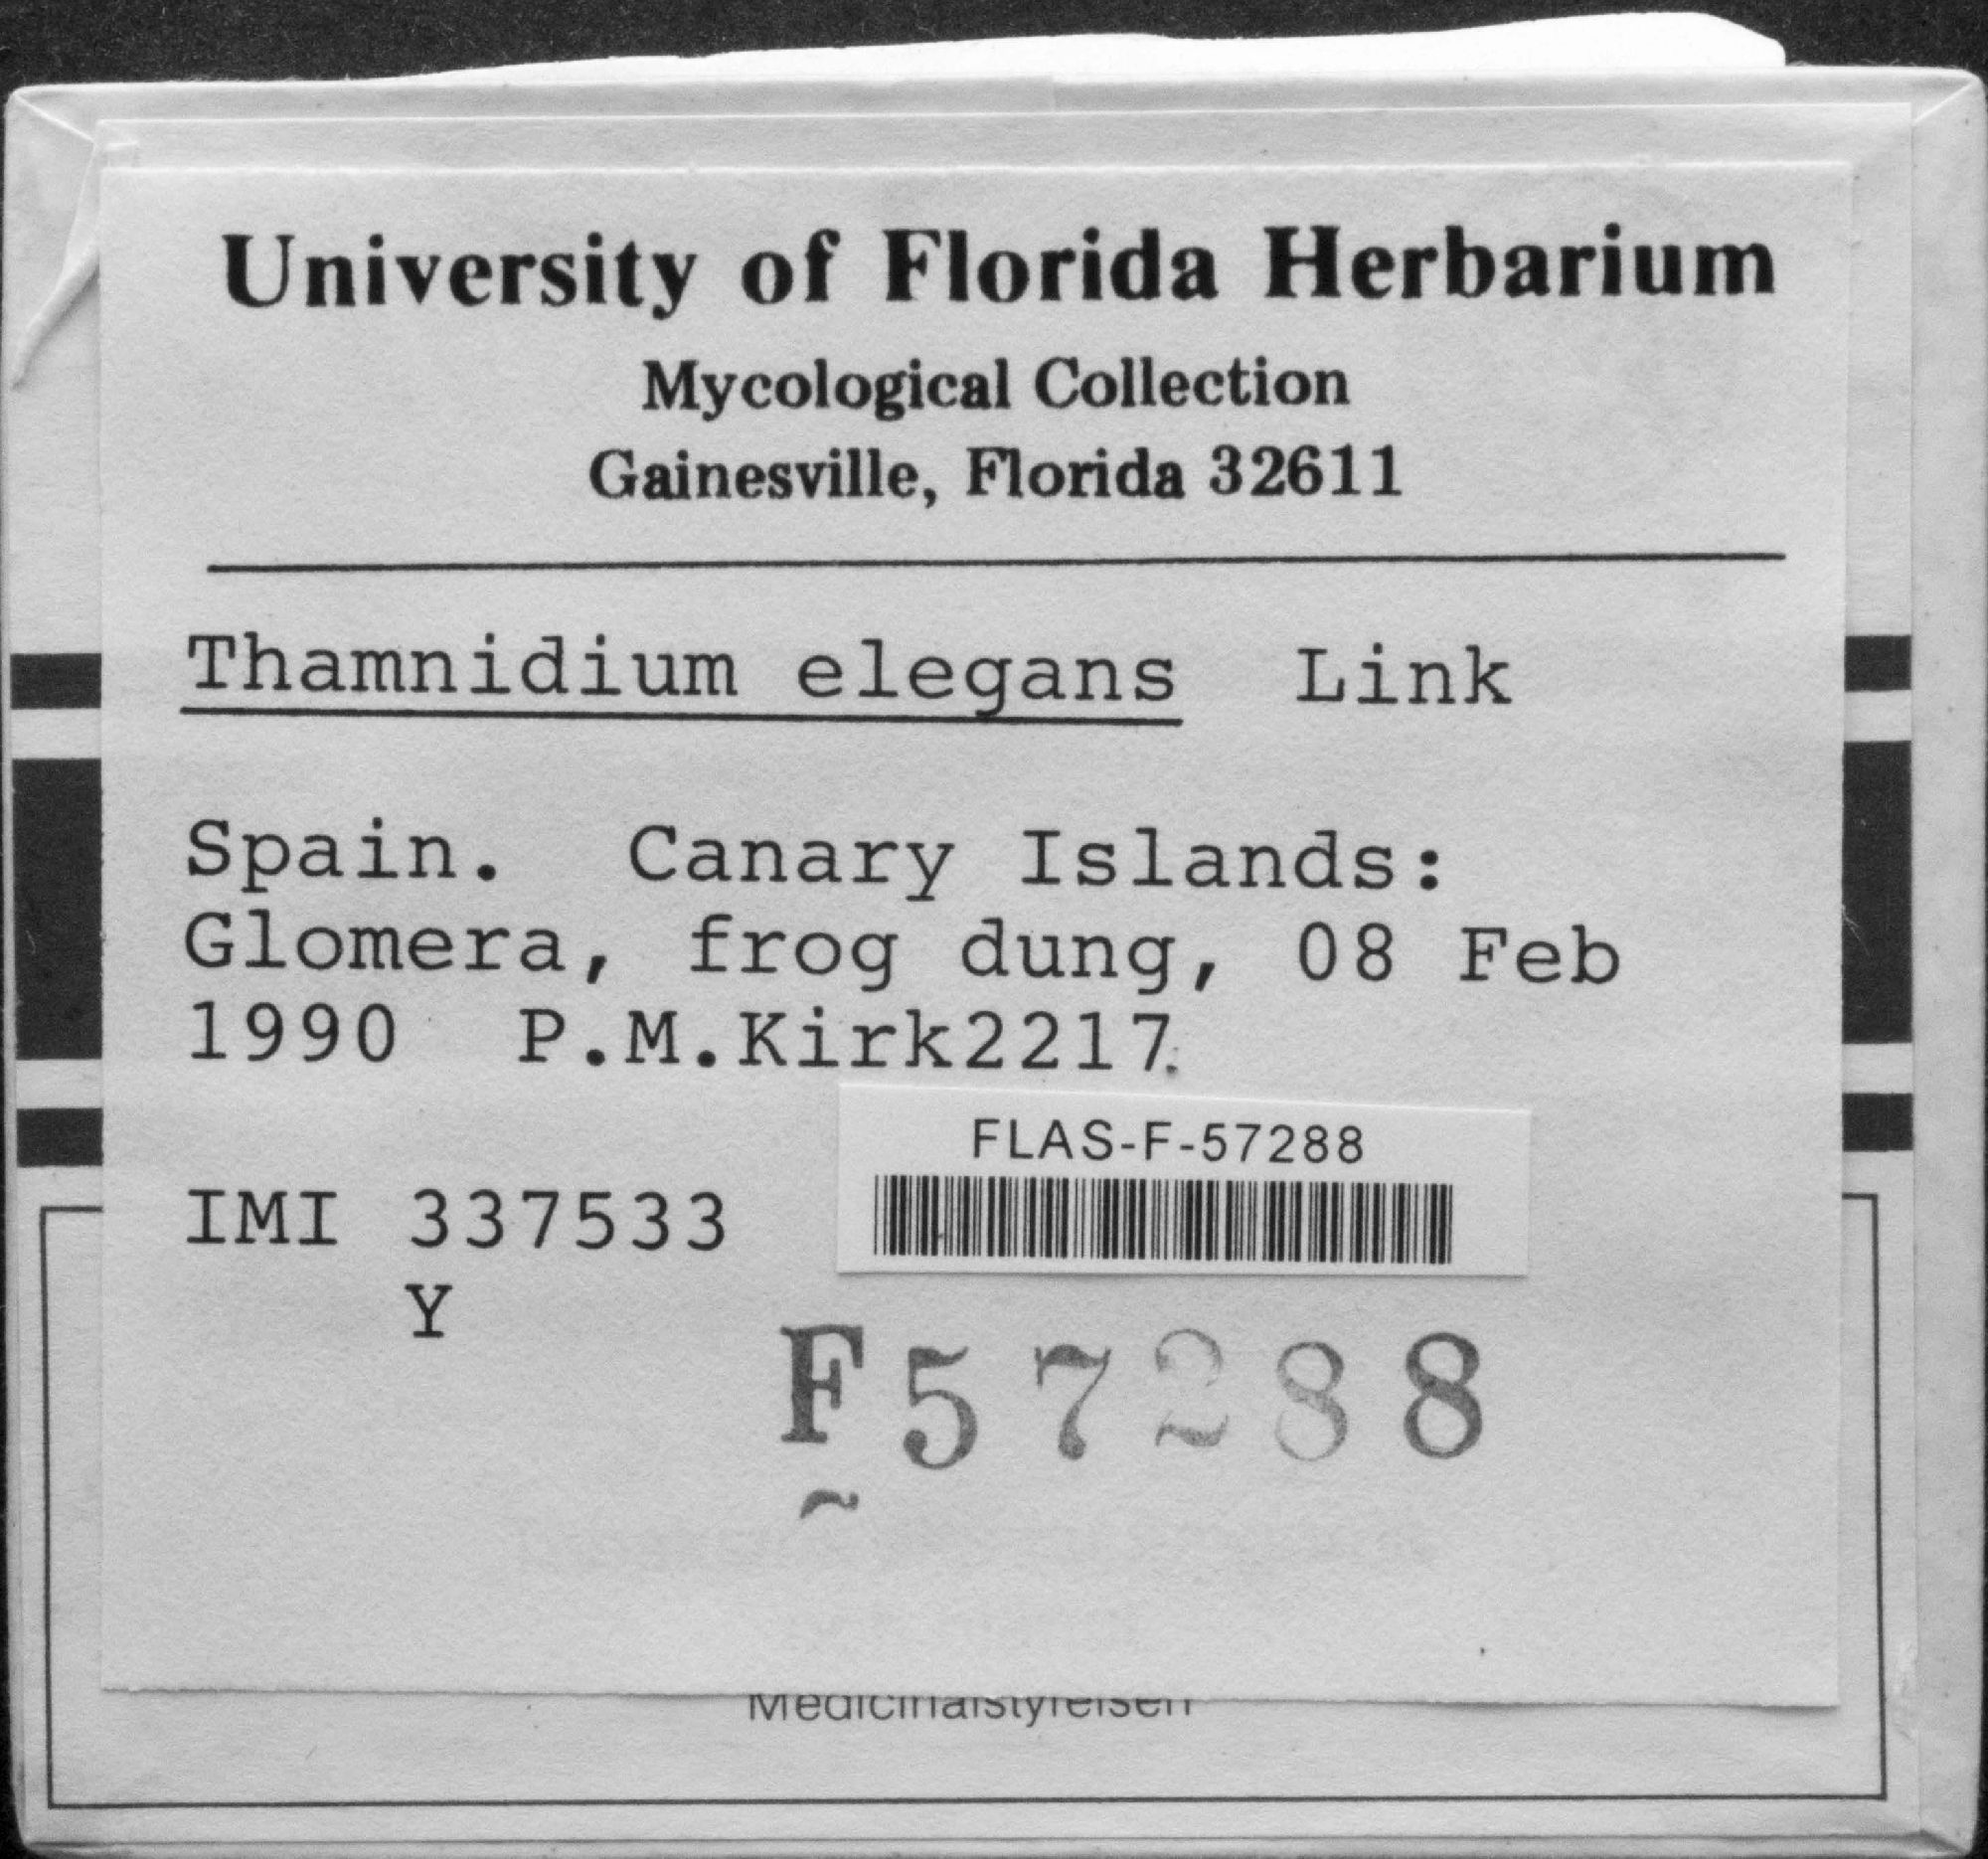 University of Florida Herbarium
Mycological Collection
Gainesville, Florida 32611
Thamnidium elegans Link
Spain. Canary Islands:
Glomera, frog dung, 08 Feb
1990 P.M.Kirk2217.
FLAS-F-57288
IMI 337533
Y
F57288
Medicinalstyrelsen